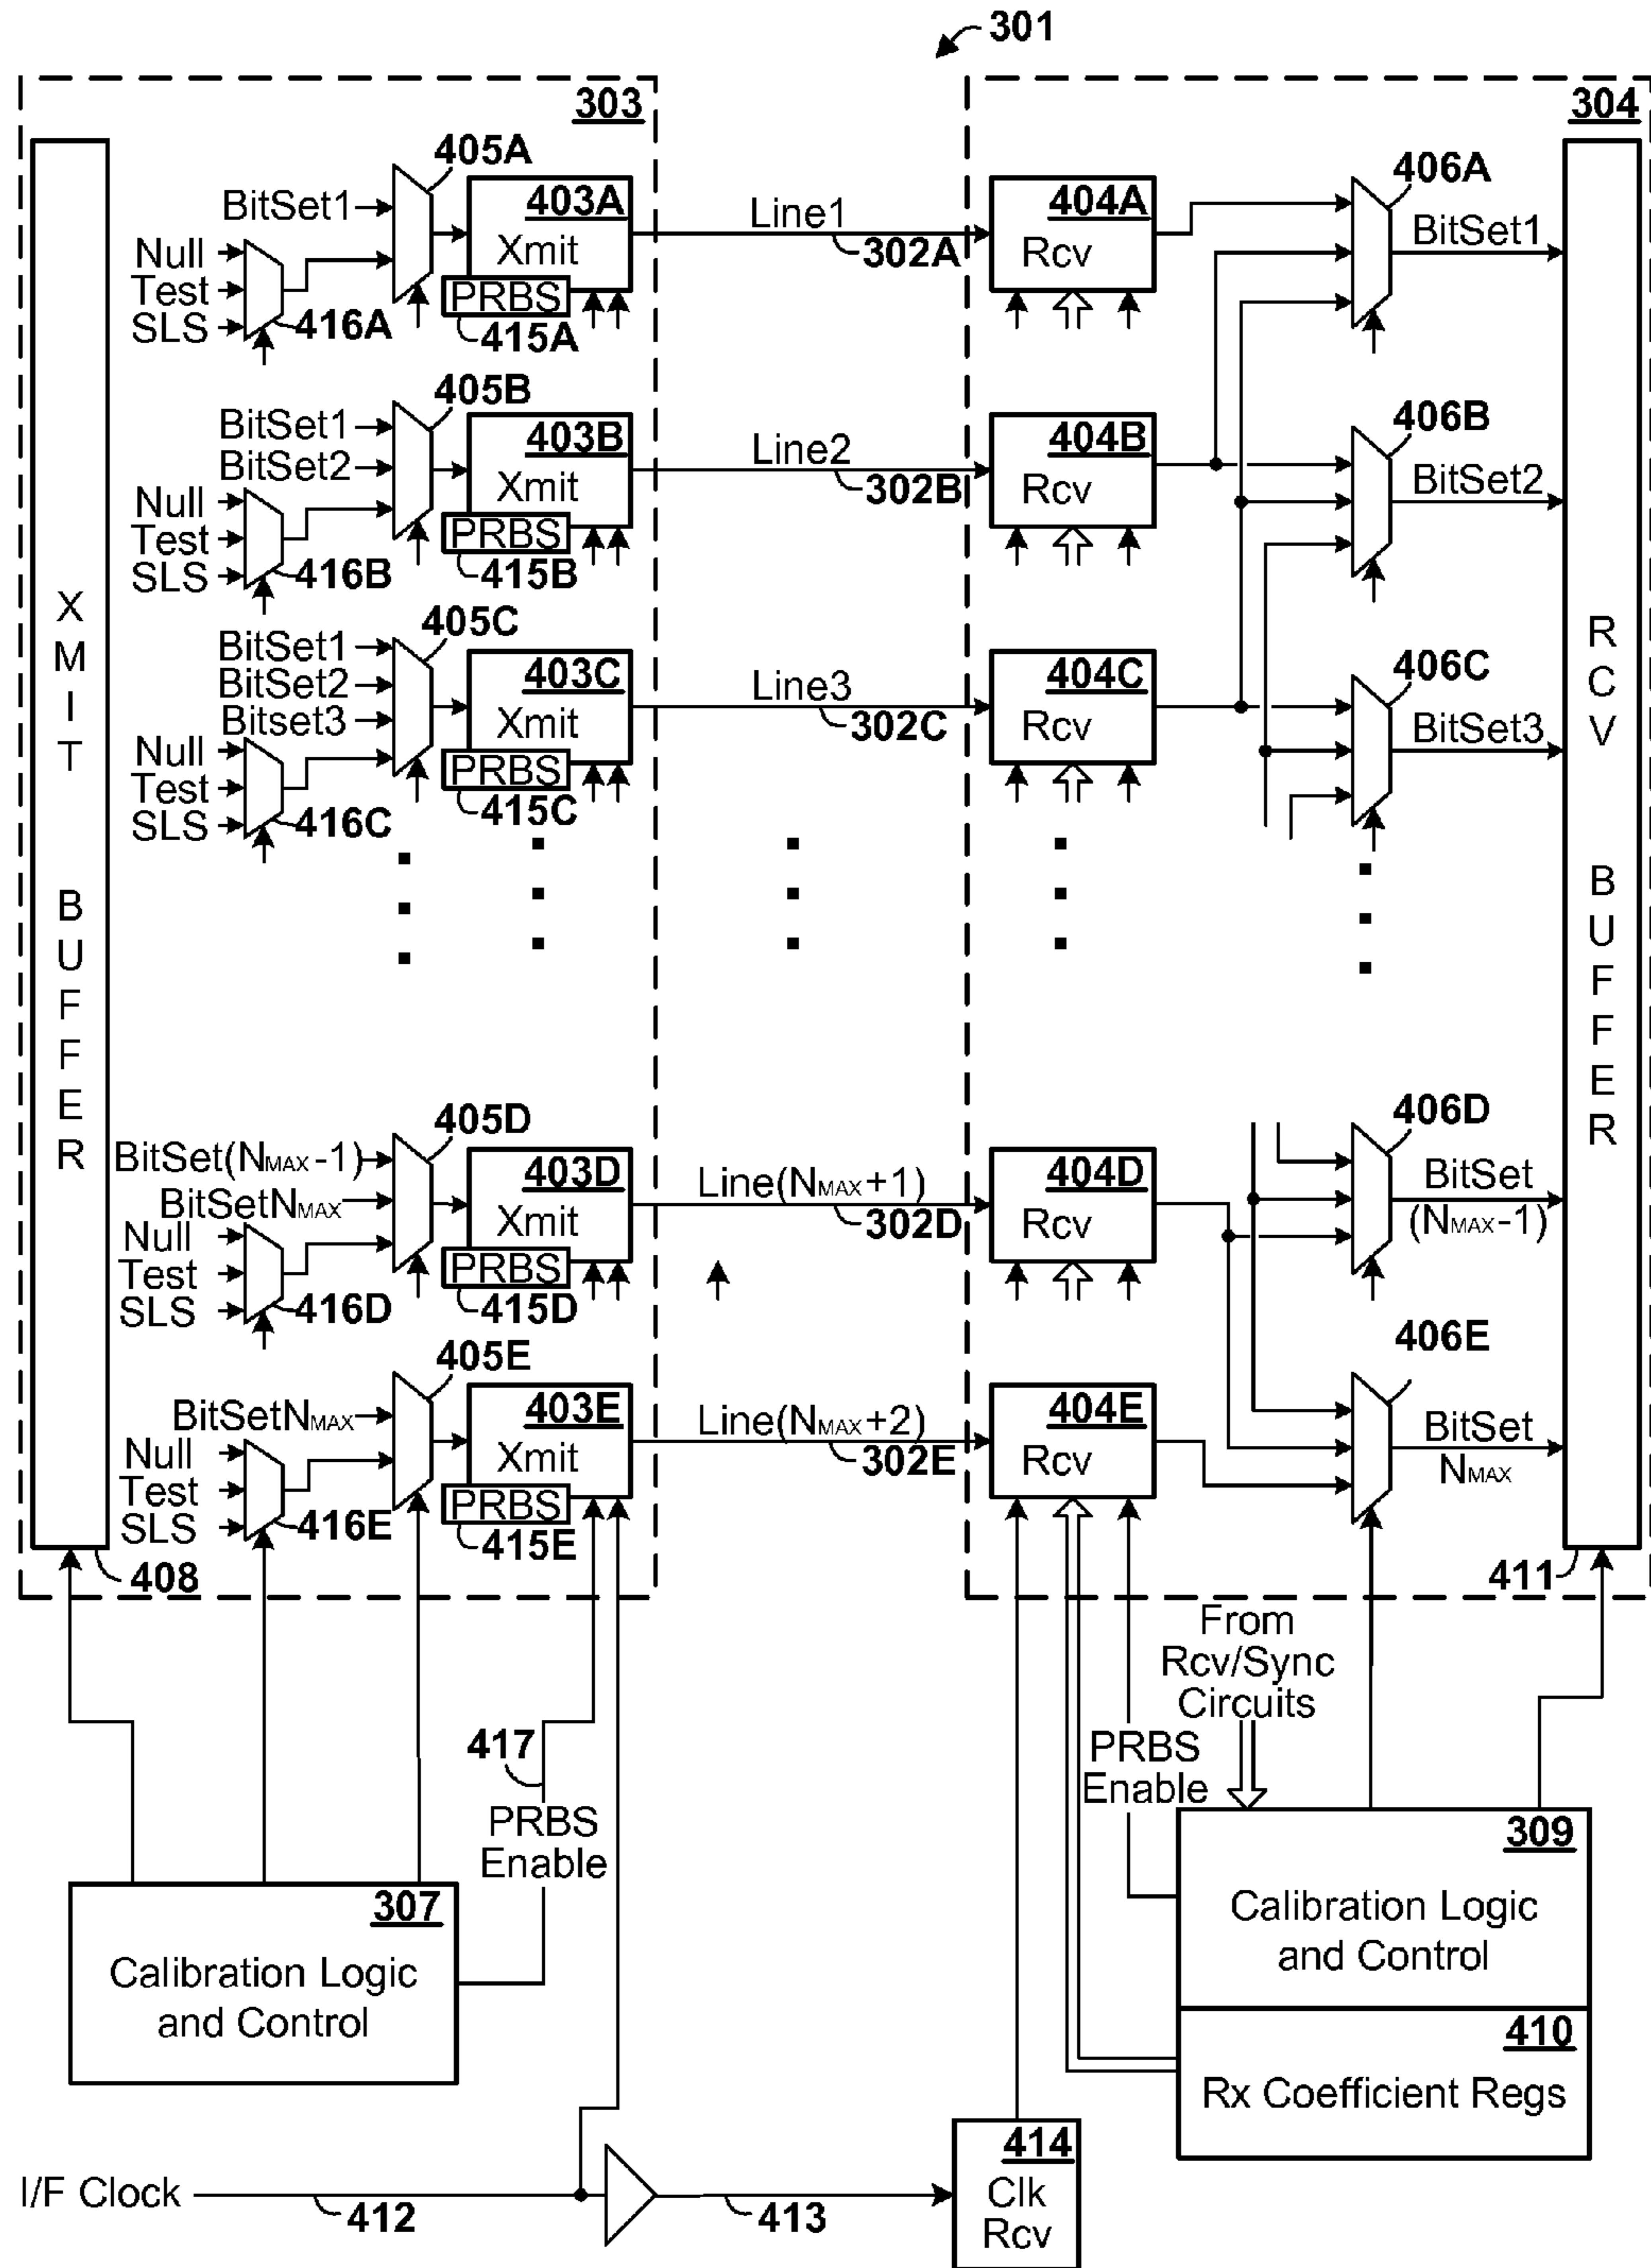 301
303
304
405A
406A
403A
404A
BitSet1
Xmit
Line1
Rcv
BitSet1
302A
Null
Test
SLS
PRBS
416A
415A
405B
406B
403B
404B
BitSet1
BitSet2
Xmit
Line2
Rcv
BitSet2
302B
Null
Test
SLS
PRBS
416B
415B
405C
406C
403C
404C
BitSet1
BitSet2
Bitset3
Xmit
Line3
Rcv
BitSet3
302C
Null
Test
SLS
PRBS
416C
415C
XMIT BUFFER
RCV BUFFER
405D
406D
403D
404D
BitSet(NMAX-1)
BitSetNMAX
Xmit
Line(NMAX+1)
Rcv
BitSet
(NMAX-1)
302D
Null
Test
SLS
PRBS
416D
415D
405E
406E
403E
404E
BitSetNMAX
Xmit
Line(NMAX+2)
Rcv
BitSet
NMAX
302E
Null
Test
SLS
PRBS
416E
415E
408
411
From
Rcv/Sync
Circuits
417
PRBS
Enable
PRBS
Enable
307
Calibration Logic
and Control
309
Calibration Logic
and Control
410
Rx Coefficient Regs
I/F Clock
412
413
414
Clk
Rcv